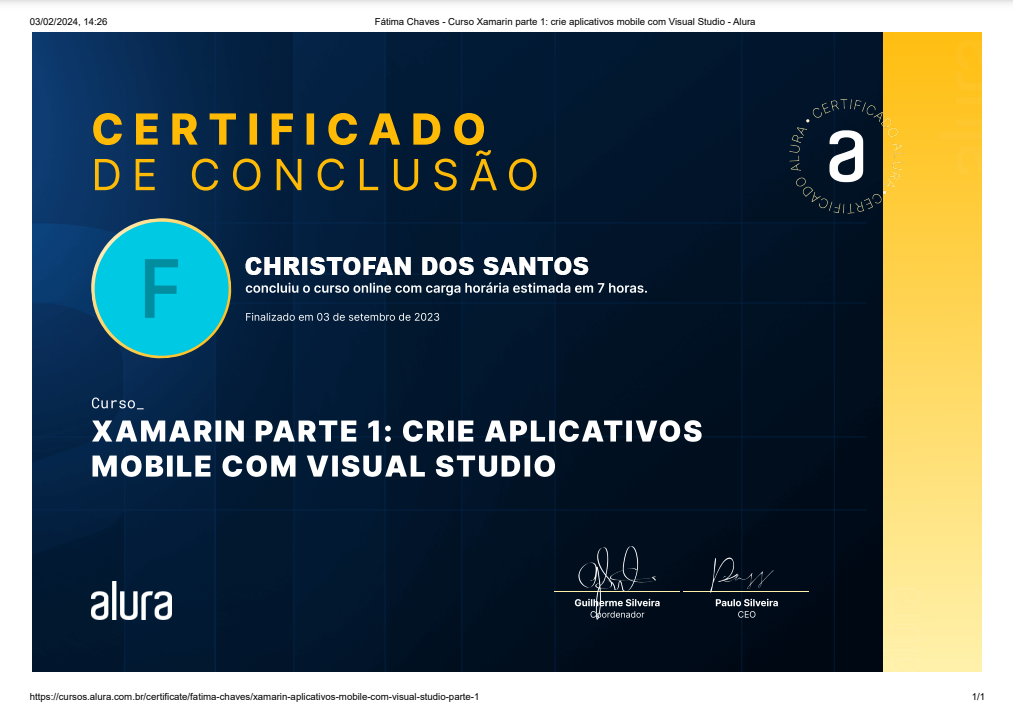 03/02/2024, 14:26
Fátima Chaves - Curso Xamarin parte 1: crie aplicativos mobile com Visual Studio - Alura
CERTIFICADO
DE CONCLUSÃO
CERTIFICADO ALURA • CERTIFICADO ALURA •
a
F
CHRISTOFAN DOS SANTOS
concluiu o curso online com carga horária estimada em 7 horas.
Finalizado em 03 de setembro de 2023
Curso_
XAMARIN PARTE 1: CRIE APLICATIVOS
MOBILE COM VISUAL STUDIO
alura
Guilherme Silveira
Coordenador
Paulo Silveira
CEO
https://cursos.alura.com.br/certificate/fatima-chaves/xamarin-aplicativos-mobile-com-visual-studio-parte-1
1/1